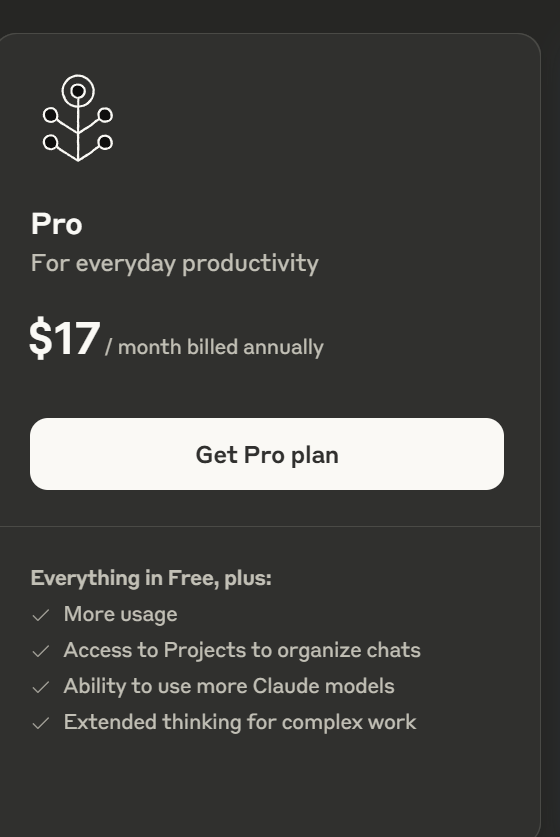 Pro
For everyday productivity
$17 / month billed annually
Get Pro plan
Everything in Free, plus:
More usage
Access to Projects to organize chats
Ability to use more Claude models
Extended thinking for complex work